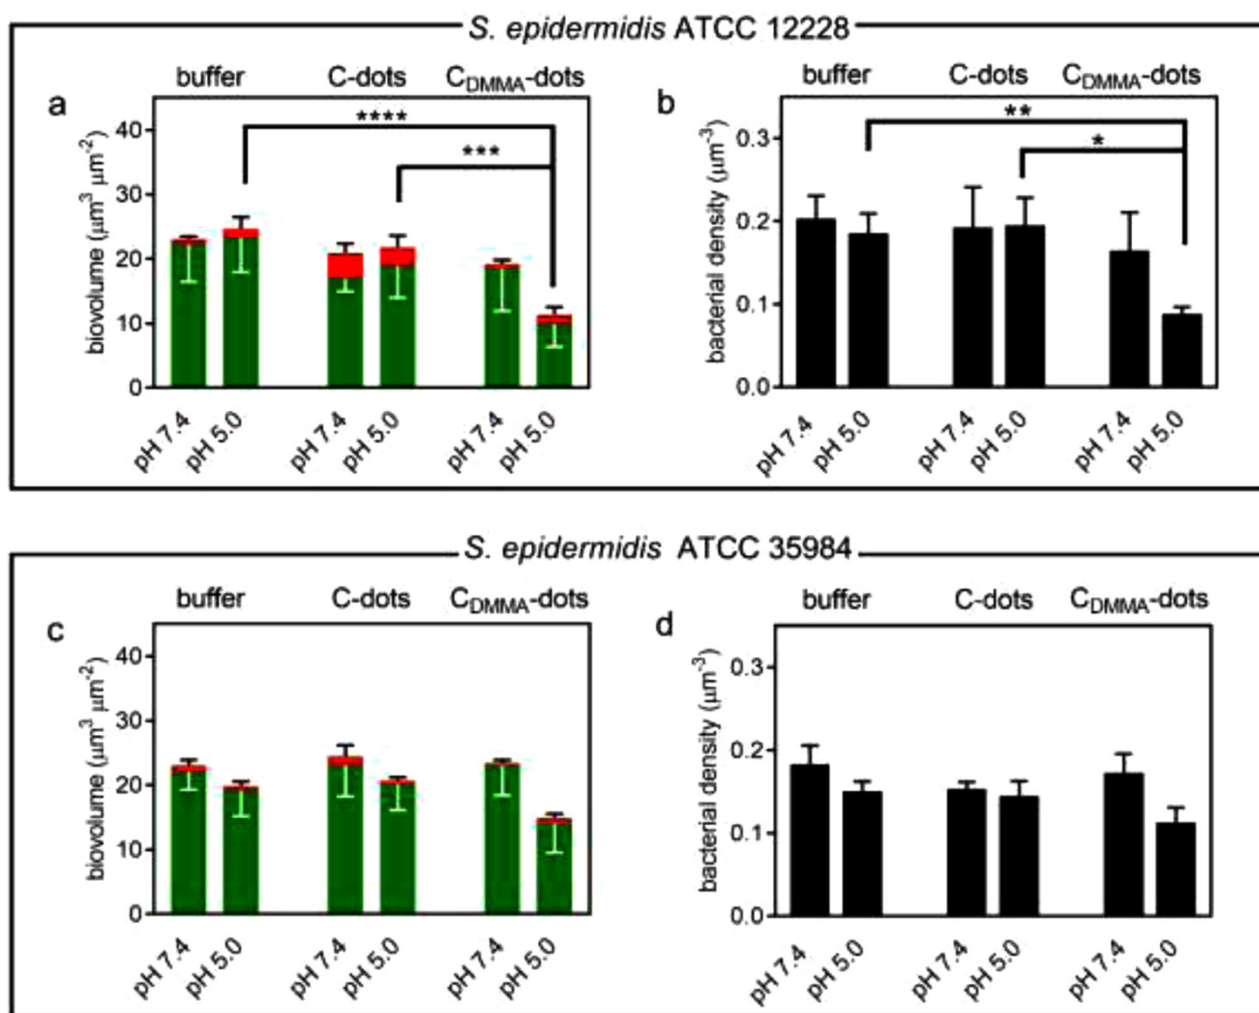 S. epidermidis ATCC 12228
buffer C-dots CDMMA-dots
a
biovolume (μm³ μm⁻²)
40
30
20
10
0
****
***
pH 7.4 pH 5.0 pH 7.4 pH 5.0 pH 7.4 pH 5.0
buffer C-dots CDMMA-dots
b
bacterial density (μm⁻³)
0.3
0.2
0.1
0.0
**
*
pH 7.4 pH 5.0 pH 7.4 pH 5.0 pH 7.4 pH 5.0
S. epidermidis ATCC 35984
buffer C-dots CDMMA-dots
c
biovolume (μm³ μm⁻²)
40
30
20
10
0
pH 7.4 pH 5.0 pH 7.4 pH 5.0 pH 7.4 pH 5.0
buffer C-dots CDMMA-dots
d
bacterial density (μm⁻³)
0.3
0.2
0.1
0.0
pH 7.4 pH 5.0 pH 7.4 pH 5.0 pH 7.4 pH 5.0